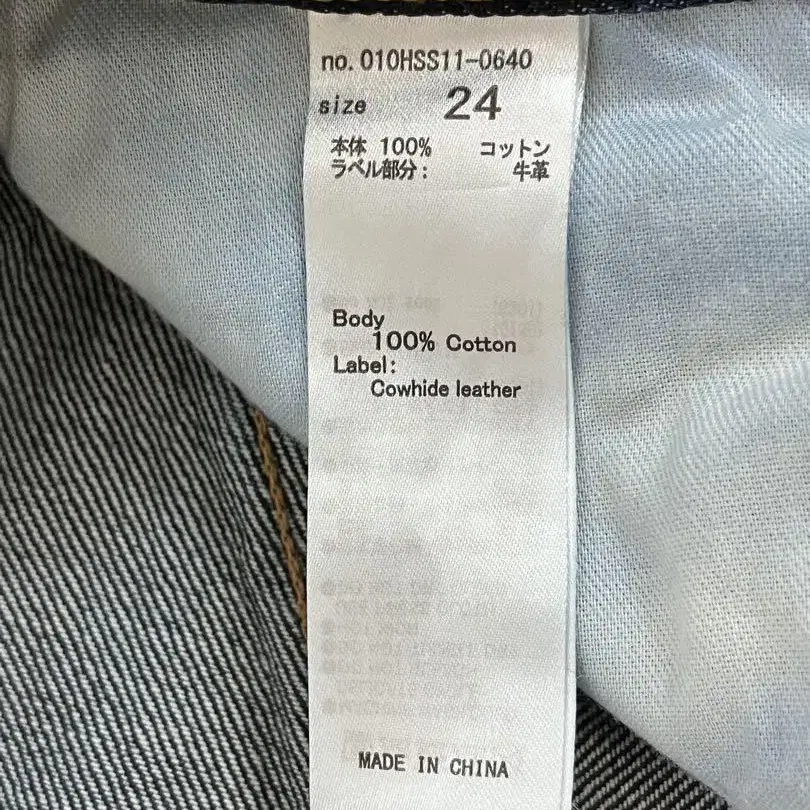 no. 010HSS11-0640
size 24
本体 100% コットン
ラベル部分: 牛革
Body
100% Cotton
Label:
Cowhide leather
MADE IN CHINA